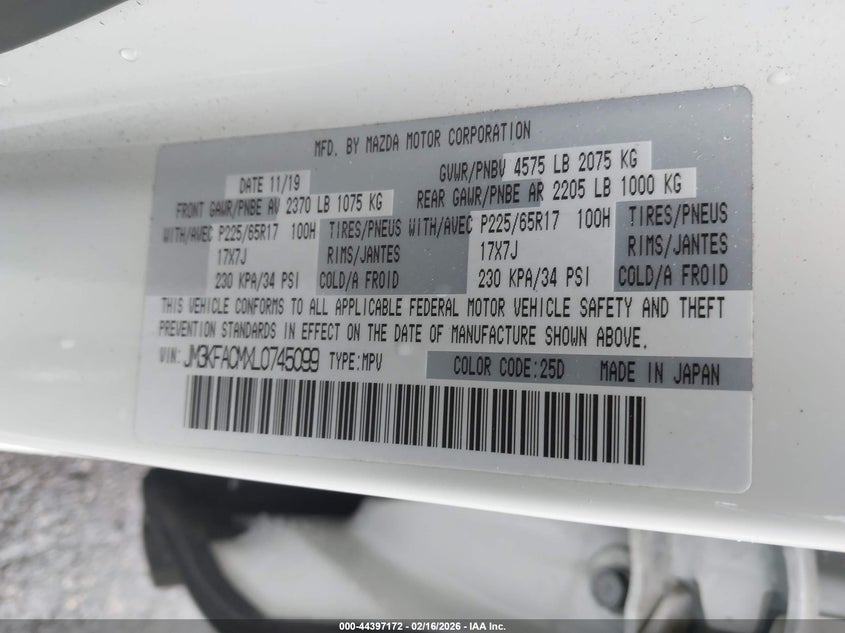 MFD. BY MAZDA MOTOR CORPORATION
DATE 11/19 GVWR/PNBV 4575 LB 2075 KG
FRONT GAWR/PNBE AV 2370 LB 1075 KG REAR GAWR/PNBE AR 2205 LB 1000 KG
WITH/AVEC P225/65R17 100H TIRES/PNEUS WITH/AVEC P225/65R17 100H TIRES/PNEUS
17X7J RIMS/JANTES 17X7J RIMS/JANTES
230 KPA/34 PSI COLD/A FROID 230 KPA/34 PSI COLD/A FROID
THIS VEHICLE CONFORMS TO ALL APPLICABLE FEDERAL MOTOR VEHICLE SAFETY AND THEFT
PREVENTION STANDARDS IN EFFECT ON THE DATE OF MANUFACTURE SHOWN ABOVE.
VIN: JM3KFACMXL0745099 TYPE:MPV COLOR CODE:25D MADE IN JAPAN
000-44397172 - 02/16/2026 - IAA Inc.